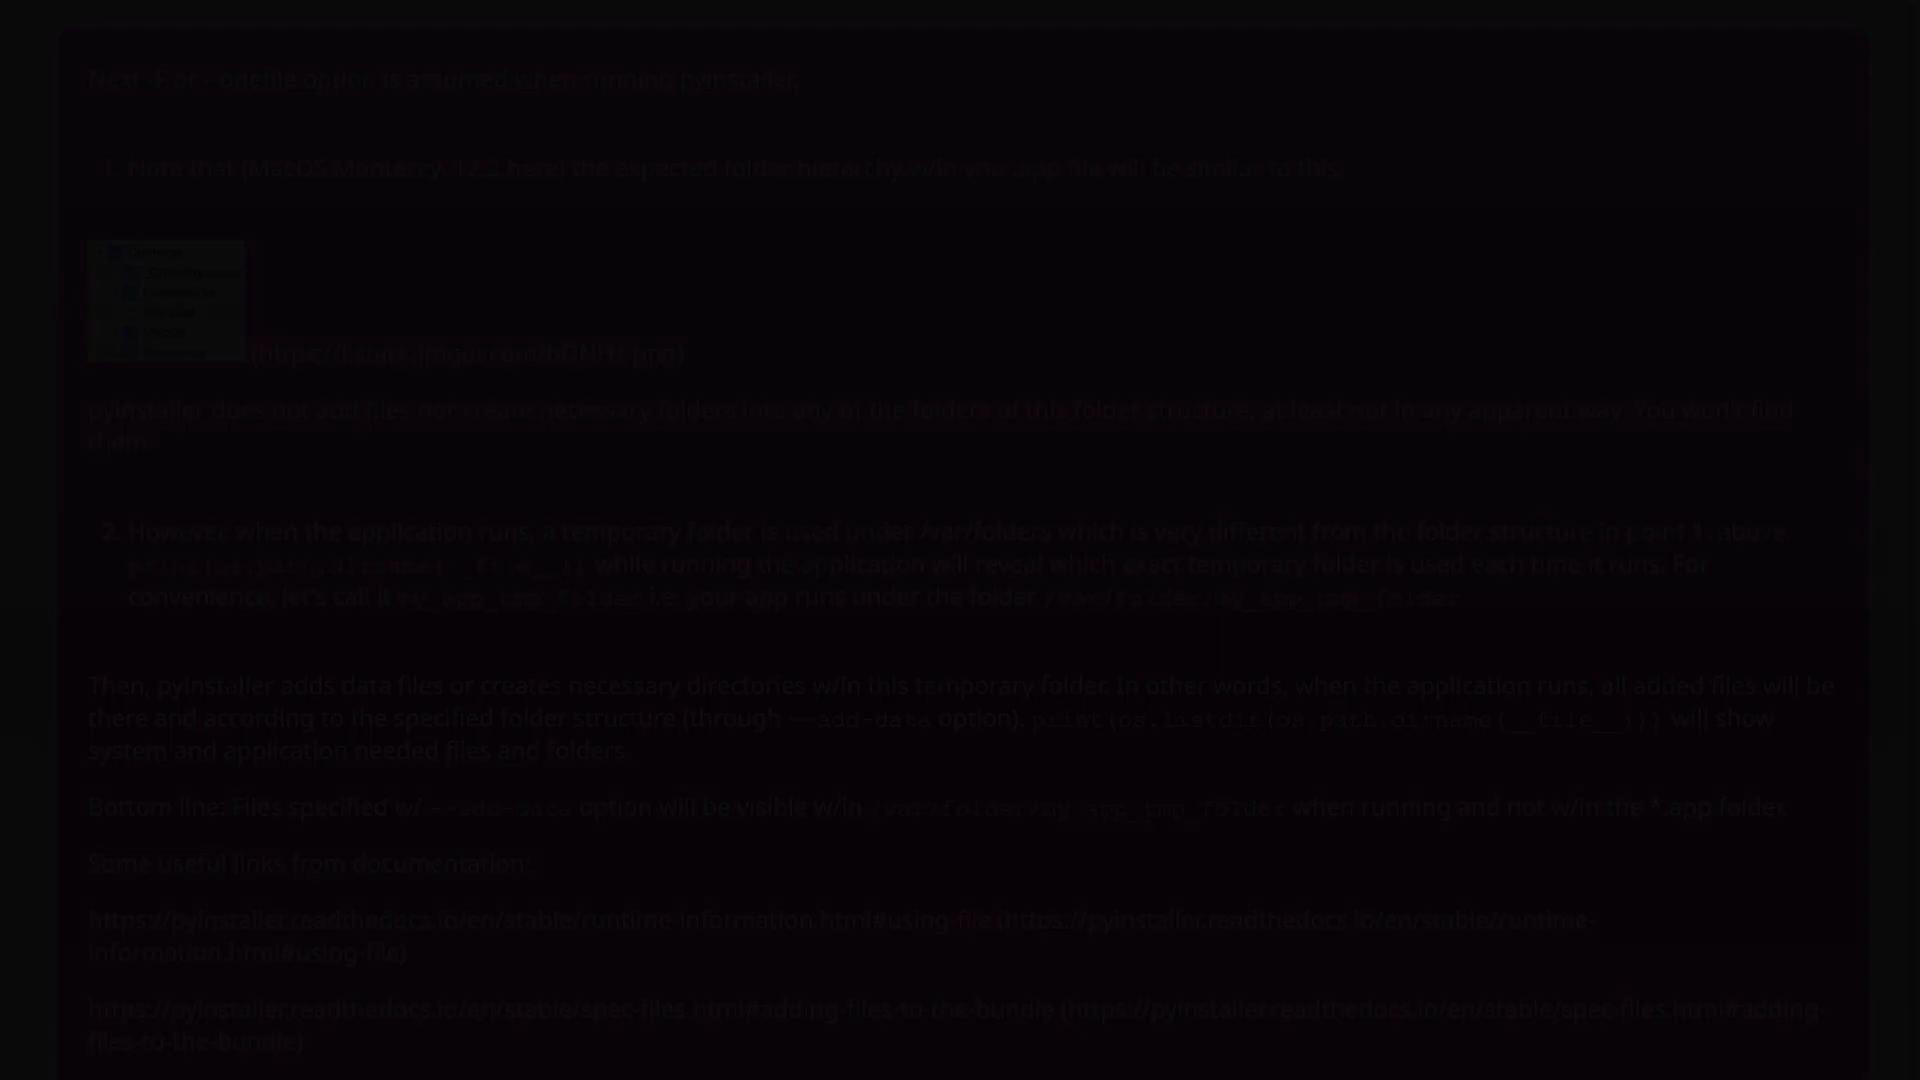 Next -F or --onefile option is assumed when running pyinstaller.
1. Note that (MacOS Monterey, 12.2 here) the expected folder hierarchy w/in your .app file will be similar to this.
Contents
pyinstaller does not add files nor create necessary folders into any of the folders of this folder structure, at least not in any apparent way. You won't find
them.
2. However, when the application runs, a temporary folder is used under /var/folders which is very different from the folder structure in point 1. above.
print(os.path.dirname(__file__)) while running the application will reveal which exact temporary folder is used each time it runs. For
convenience, let's call it my_app_tmp_folder i.e. your app runs under the folder /var/folder/my_app_tmp_folder
Then, pyinstaller adds data files or creates necessary directories w/in this temporary folder. In other words, when the application runs, all added files will be
there and according to the specified folder structure (through --add-data option). print(os.listdir(os.path.dirname(__file__))) will show
system and application needed files and folders.
Bottom line: Files specified w/ --add-data option will be visible w/in /var/folder/my_app_tmp_folder when running and not w/in the *.app folder.
Some useful links from documentation:
https://pyinstaller.readthedocs.io/en/stable/runtime-information.html#using-file (https://pyinstaller.readthedocs.io/en/stable/runtime-
information.html#using-file)
https://pyinstaller.readthedocs.io/en/stable/spec-files.html#adding-files-to-the-bundle (https://pyinstaller.readthedocs.io/en/stable/spec-files.html#adding-
files-to-the-bundle)